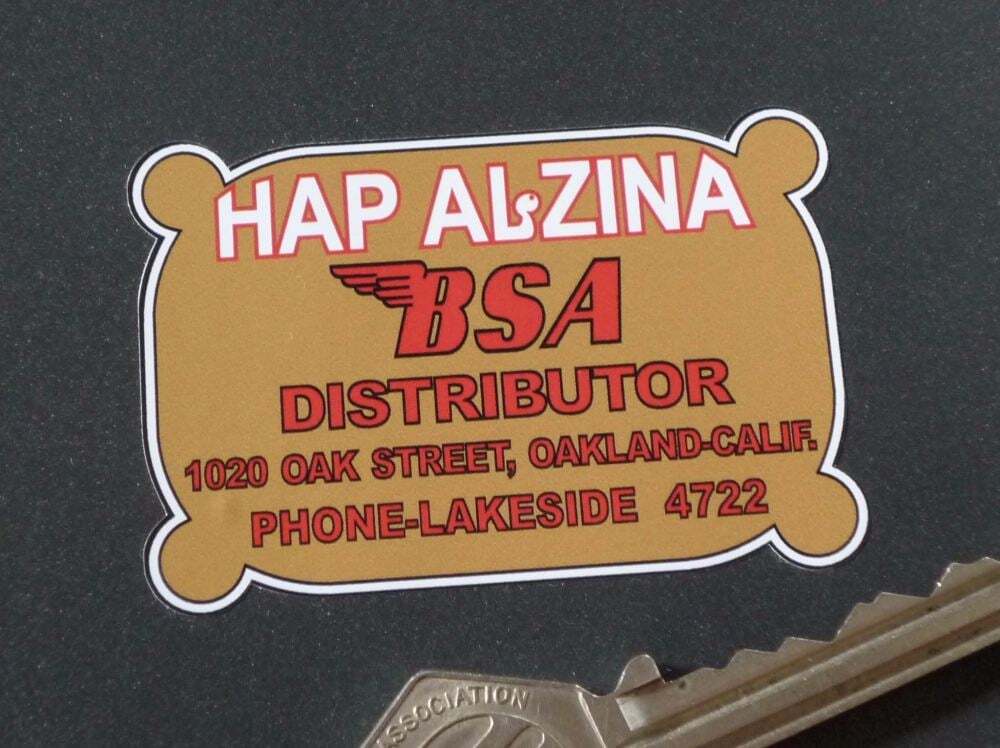 HAP ALZINA
BSA
DISTRIBUTOR
1020 OAK STREET, OAKLAND-CALIF.
PHONE-LAKESIDE 4722
ASSOCIATION